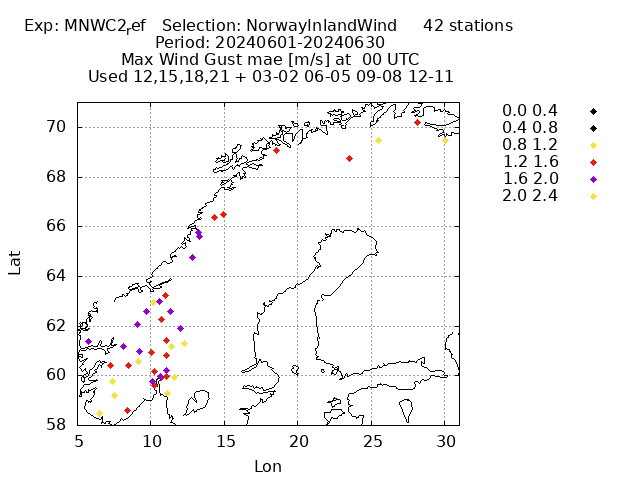 Exp: MNWC2ref Selection: NorwayInlandWind 42 stations
Period: 20240601-20240630
Max Wind Gust mae [m/s] at 00 UTC
Used 12,15,18,21 + 03-02 06-05 09-08 12-11
0.0 0.4
0.4 0.8
0.8 1.2
1.2 1.6
1.6 2.0
2.0 2.4
70
68
66
64
62
60
58
Lat
5 10 15 20 25 30
Lon